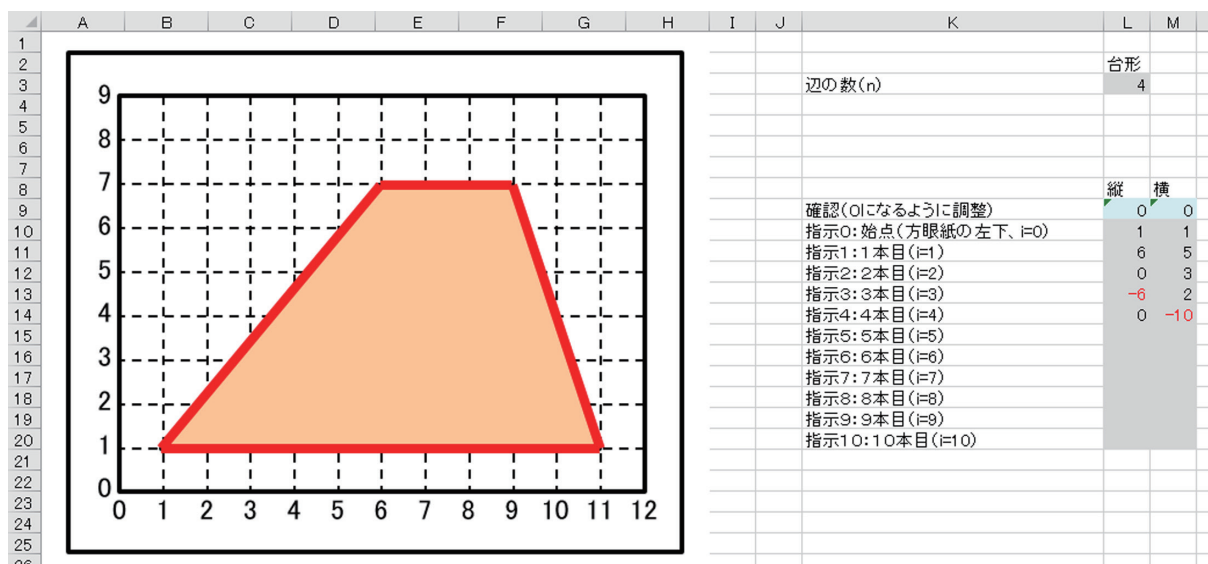 A B C D E F G H I J K L M
1
2 台形
3 辺の数(n) 4
4
5
6
7
8 縦 横
9 確認(0になるように調整) 0 0
10 指示0:始点(方眼紙の左下、i=0) 1 1
11 指示1:1本目(i=1) 6 5
12 指示2:2本目(i=2) 0 3
13 指示3:3本目(i=3) -6 2
14 指示4:4本目(i=4) 0 -10
15 指示5:5本目(i=5)
16 指示6:6本目(i=6)
17 指示7:7本目(i=7)
18 指示8:8本目(i=8)
19 指示9:9本目(i=9)
20 指示10:10本目(i=10)
21
22
23
24
25
9
8
7
6
5
4
3
2
1
0
0 1 2 3 4 5 6 7 8 9 10 11 12